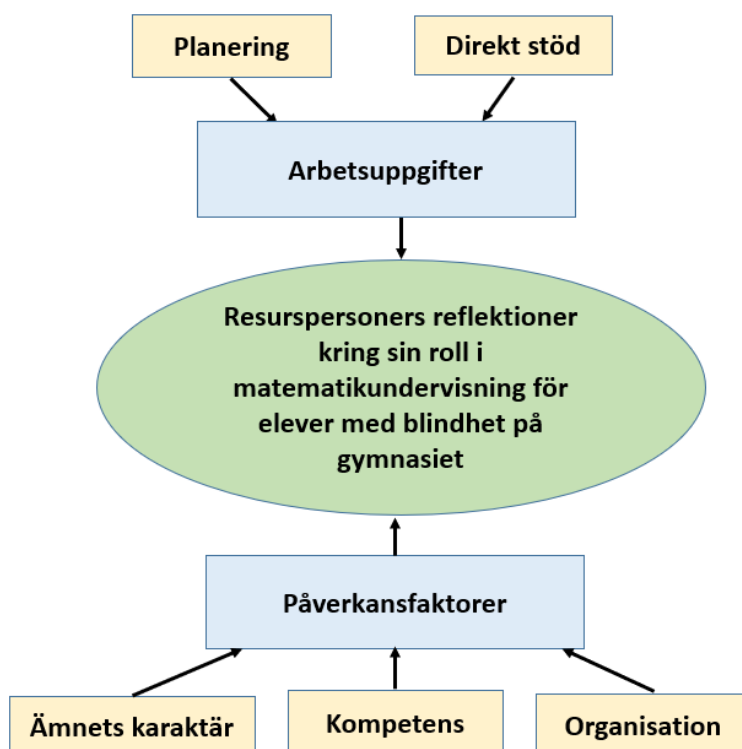 Planering
Direkt stöd
Arbetsuppgifter
Resurspersoners reflektioner
kring sin roll i
matematikundervisning för
elever med blindhet på
gymnasiet
Påverkansfaktorer
Ämnets karaktär
Kompetens
Organisation